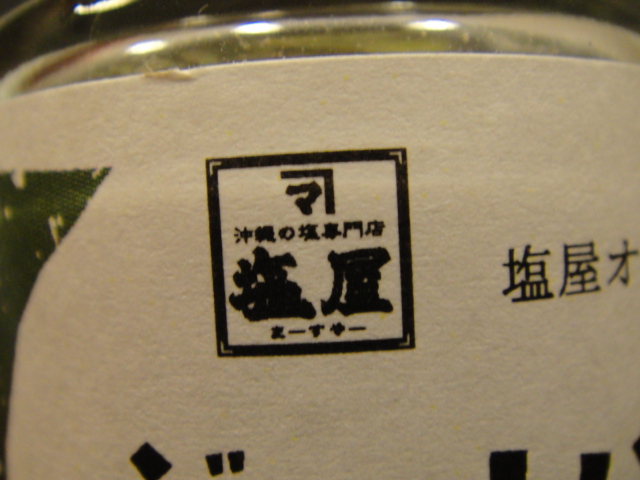 マ
沖縄の塩専門店
塩屋
まーすやー
塩屋オ